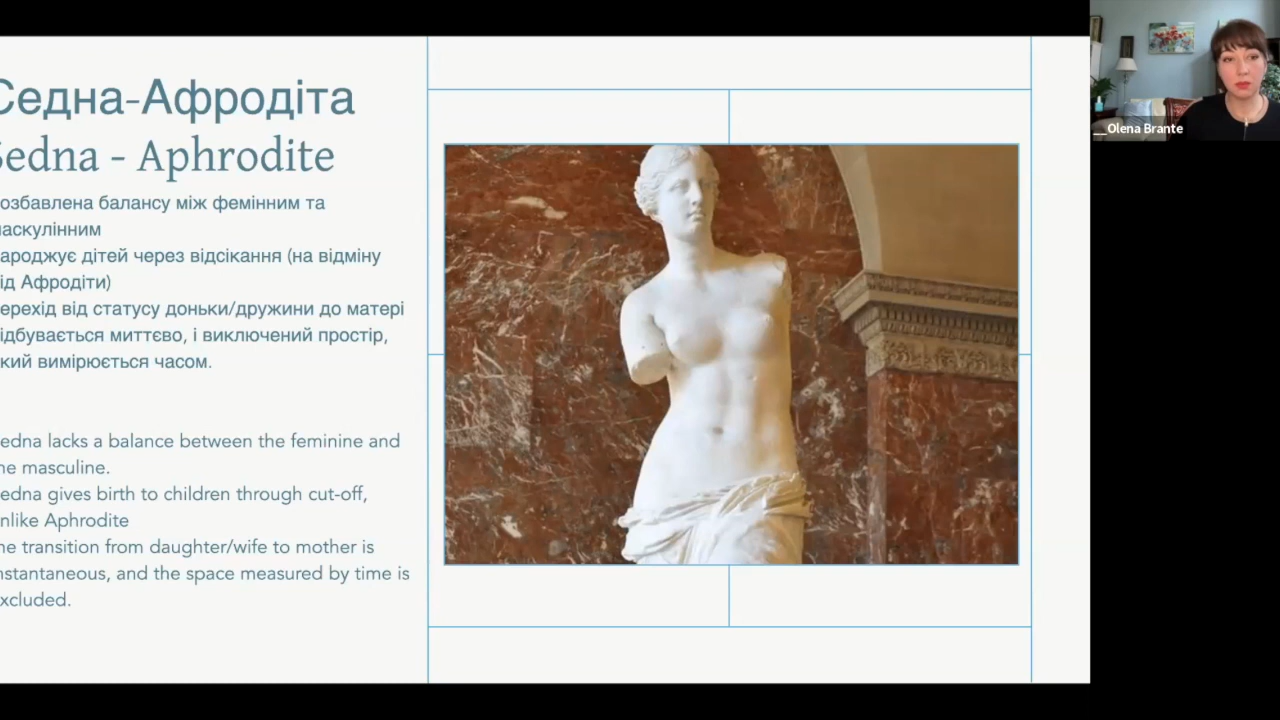 Седна-Афродіта
Sedna - Aphrodite
озбавлена балансу між фемінним та
аскулінним
ароджує дітей через відсікання (на відміну
ід Афродіти)
ерехід від статусу доньки/дружини до матері
ідбувається миттєво, і виключений простір,
кий вимірюється часом.
edna lacks a balance between the feminine and
he masculine.
edna gives birth to children through cut-off,
nlike Aphrodite
he transition from daughter/wife to mother is
nstantaneous, and the space measured by time is
xcluded.
__Olena Brante